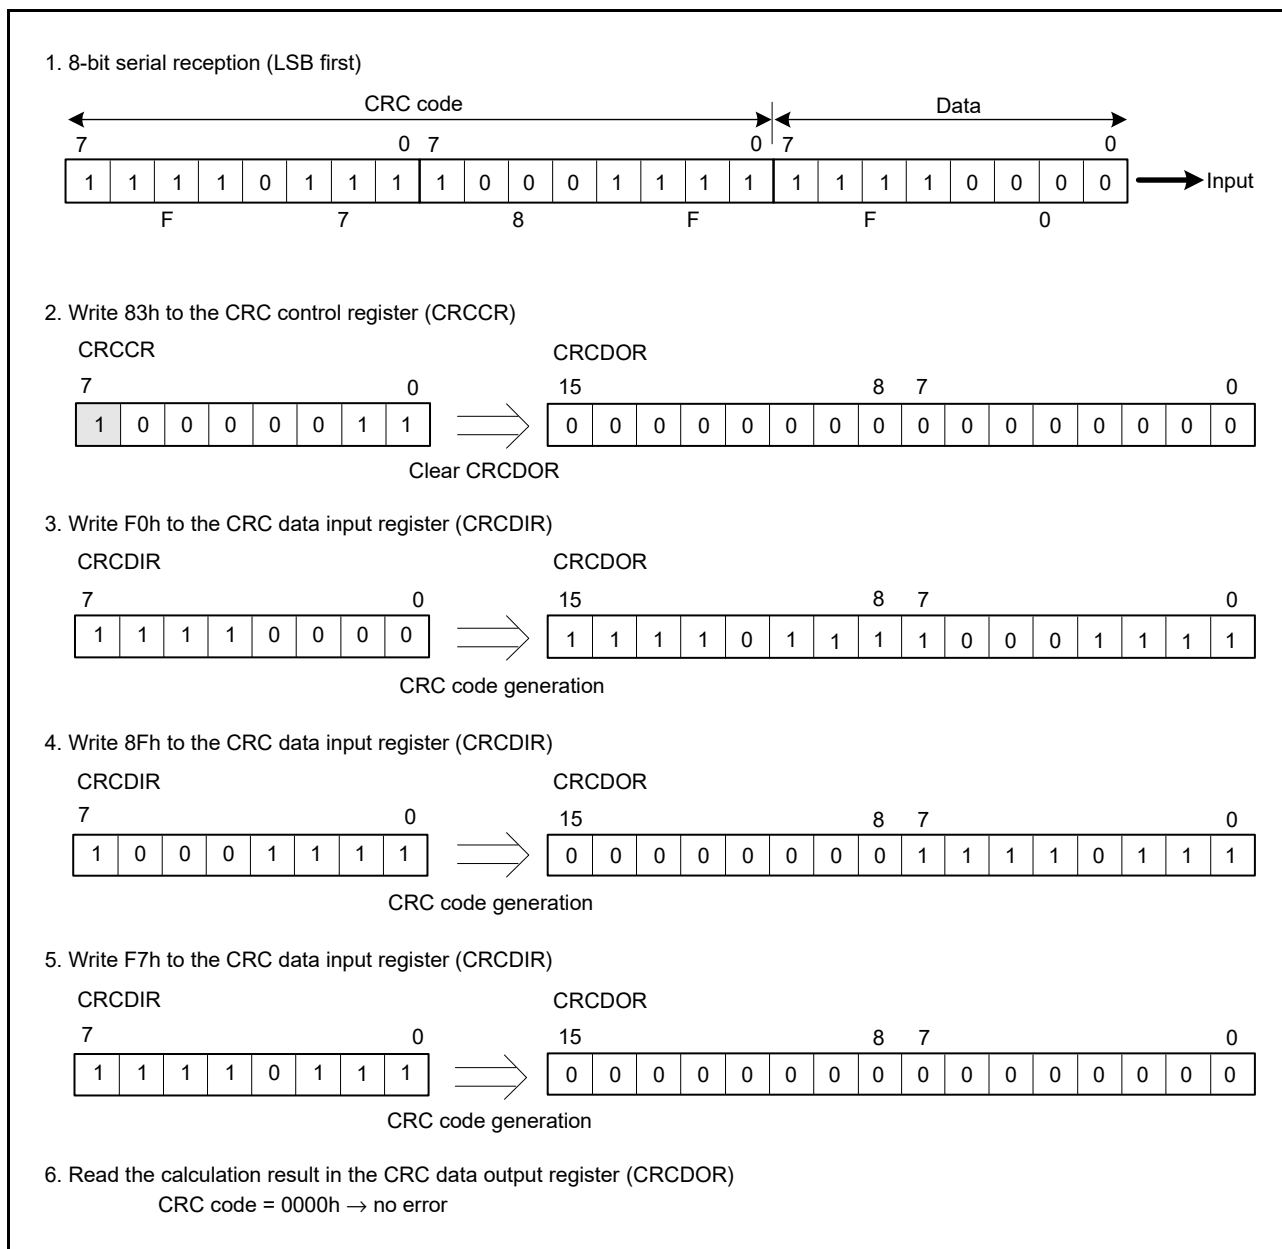 1. 8-bit serial reception (LSB first)
CRC code Data
7 0 7 0 7 0
1 1 1 1 0 1 1 1 1 0 0 0 1 1 1 1 1 1 1 1 0 0 0 0 Input
F 7 8 F F 0
2. Write 83h to the CRC control register (CRCCR)
CRCCR CRCDOR
7 0 15 8 7 0
1 0 0 0 0 0 1 1 0 0 0 0 0 0 0 0 0 0 0 0 0 0 0 0
Clear CRCDOR
3. Write F0h to the CRC data input register (CRCDIR)
CRCDIR CRCDOR
7 0 15 8 7 0
1 1 1 1 0 0 0 0 1 1 1 1 0 1 1 1 1 0 0 0 1 1 1 1
CRC code generation
4. Write 8Fh to the CRC data input register (CRCDIR)
CRCDIR CRCDOR
7 0 15 8 7 0
1 0 0 0 1 1 1 1 0 0 0 0 0 0 0 0 1 1 1 1 0 1 1 1
CRC code generation
5. Write F7h to the CRC data input register (CRCDIR)
CRCDIR CRCDOR
7 0 15 8 7 0
1 1 1 1 0 1 1 1 0 0 0 0 0 0 0 0 0 0 0 0 0 0 0 0
CRC code generation
6. Read the calculation result in the CRC data output register (CRCDOR)
CRC code = 0000h → no error